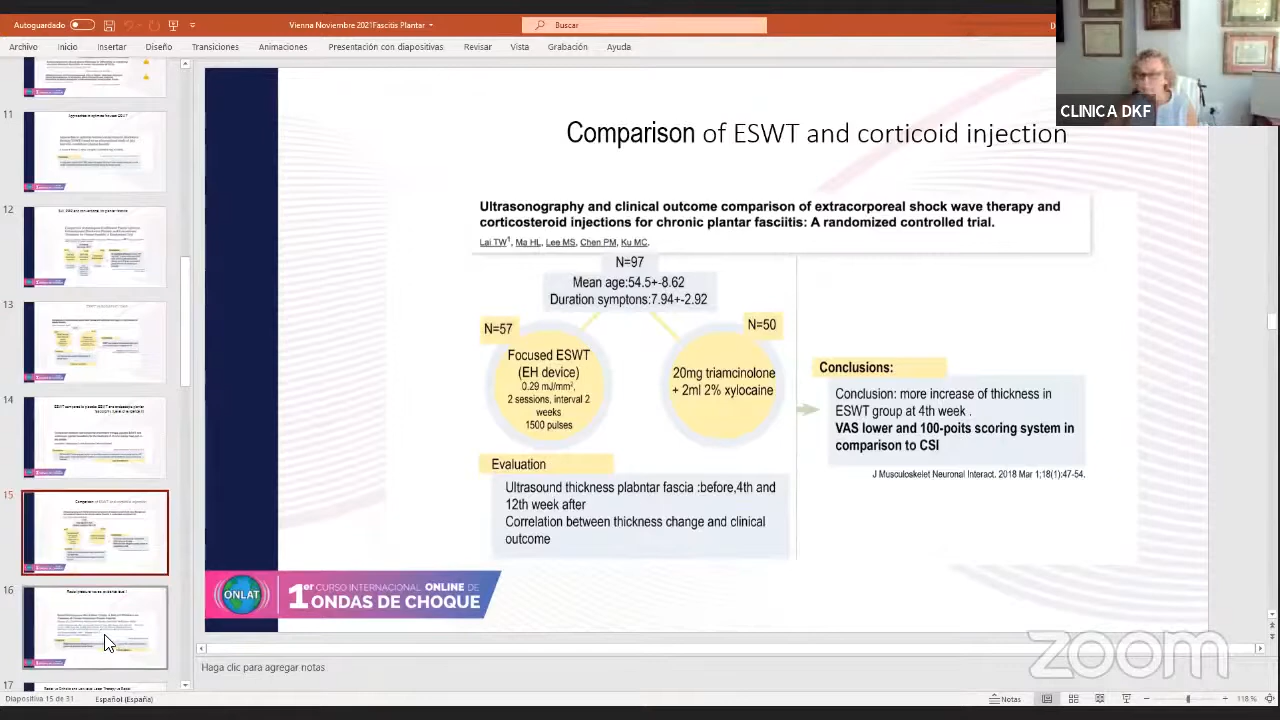 Autoguardado
Vienna Noviembre 2021Fascitis Plantar
Buscar
Archivo
Inicio
Insertar
Diseño
Transiciones
Animaciones
Presentación con diapositivas
Revisar
Vista
Grabación
Ayuda
CLINICA DKF
11
12
13
14
15
16
17
Comparison of ESWT and corticoid injection
Ultrasonography and clinical outcome comparison of extracorporeal shock wave therapy and
corticosteroid injections for chronic plantar fasciitis: A randomized controlled trial.
Lai TW1, Ma HL, Lee MS, Chen PM, Ku MC.
N=97
Mean age:54.5+-8.62
Duration symptons:7.94+-2.92
N=57
Focused ESWT
(EH device)
0.29 mJ/mm2,
2 sessions, interval 2
weeks
1500 pulses
N=50
20mg triamcinolone
+ 2ml 2% xylocaine
Conclusions:
Conclusion: more increase of thickness in
ESWT group at 4th week .
VAS lower and 100-poits scoring system in
comparison to CSI
J Musculoskelet Neuronal Interact. 2018 Mar 1;18(1):47-54.
Evaluation
Ultrasound thickness plabntar fascia :before,4th and
12th week after
Correlation between thickness change and clinical
outcome
ONLAT
1er CURSO INTERNACIONAL ONLINE DE
ONDAS DE CHOQUE
zoom
Haga clic para agregar notas
Diapositiva 15 de 31
Español (España)
Notas
118 %